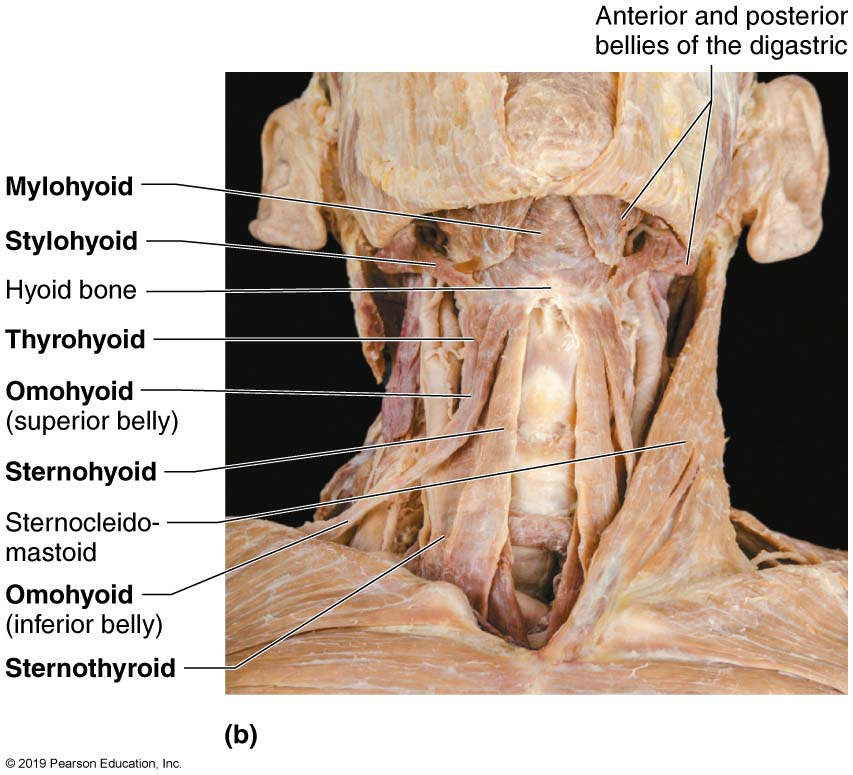 Anterior and posterior
bellies of the digastric
Mylohyoid
Stylohyoid
Hyoid bone
Thyrohyoid
Omohyoid
(superior belly)
Sternohyoid
Sternocleido-
mastoid
Omohyoid
(inferior belly)
Sternothyroid
(b)
© 2019 Pearson Education, Inc.